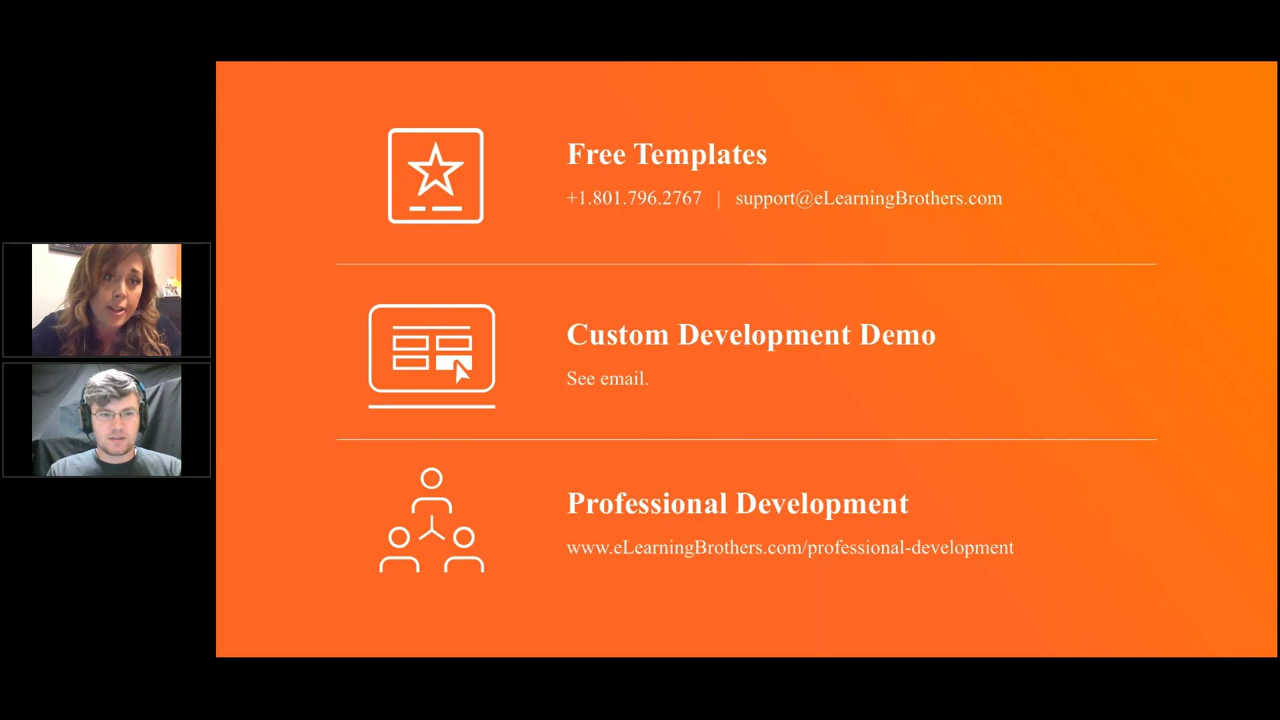 Free Templates
+1.801.796.2767 | support@eLearningBrothers.com
Custom Development Demo
See email.
Professional Development
www.eLearningBrothers.com/professional-development